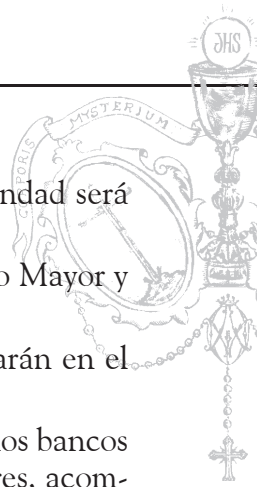 JHS
CORPORIS MYSTERIUM
ndad será
o Mayor y
arán en el
os bancos
res, acom-